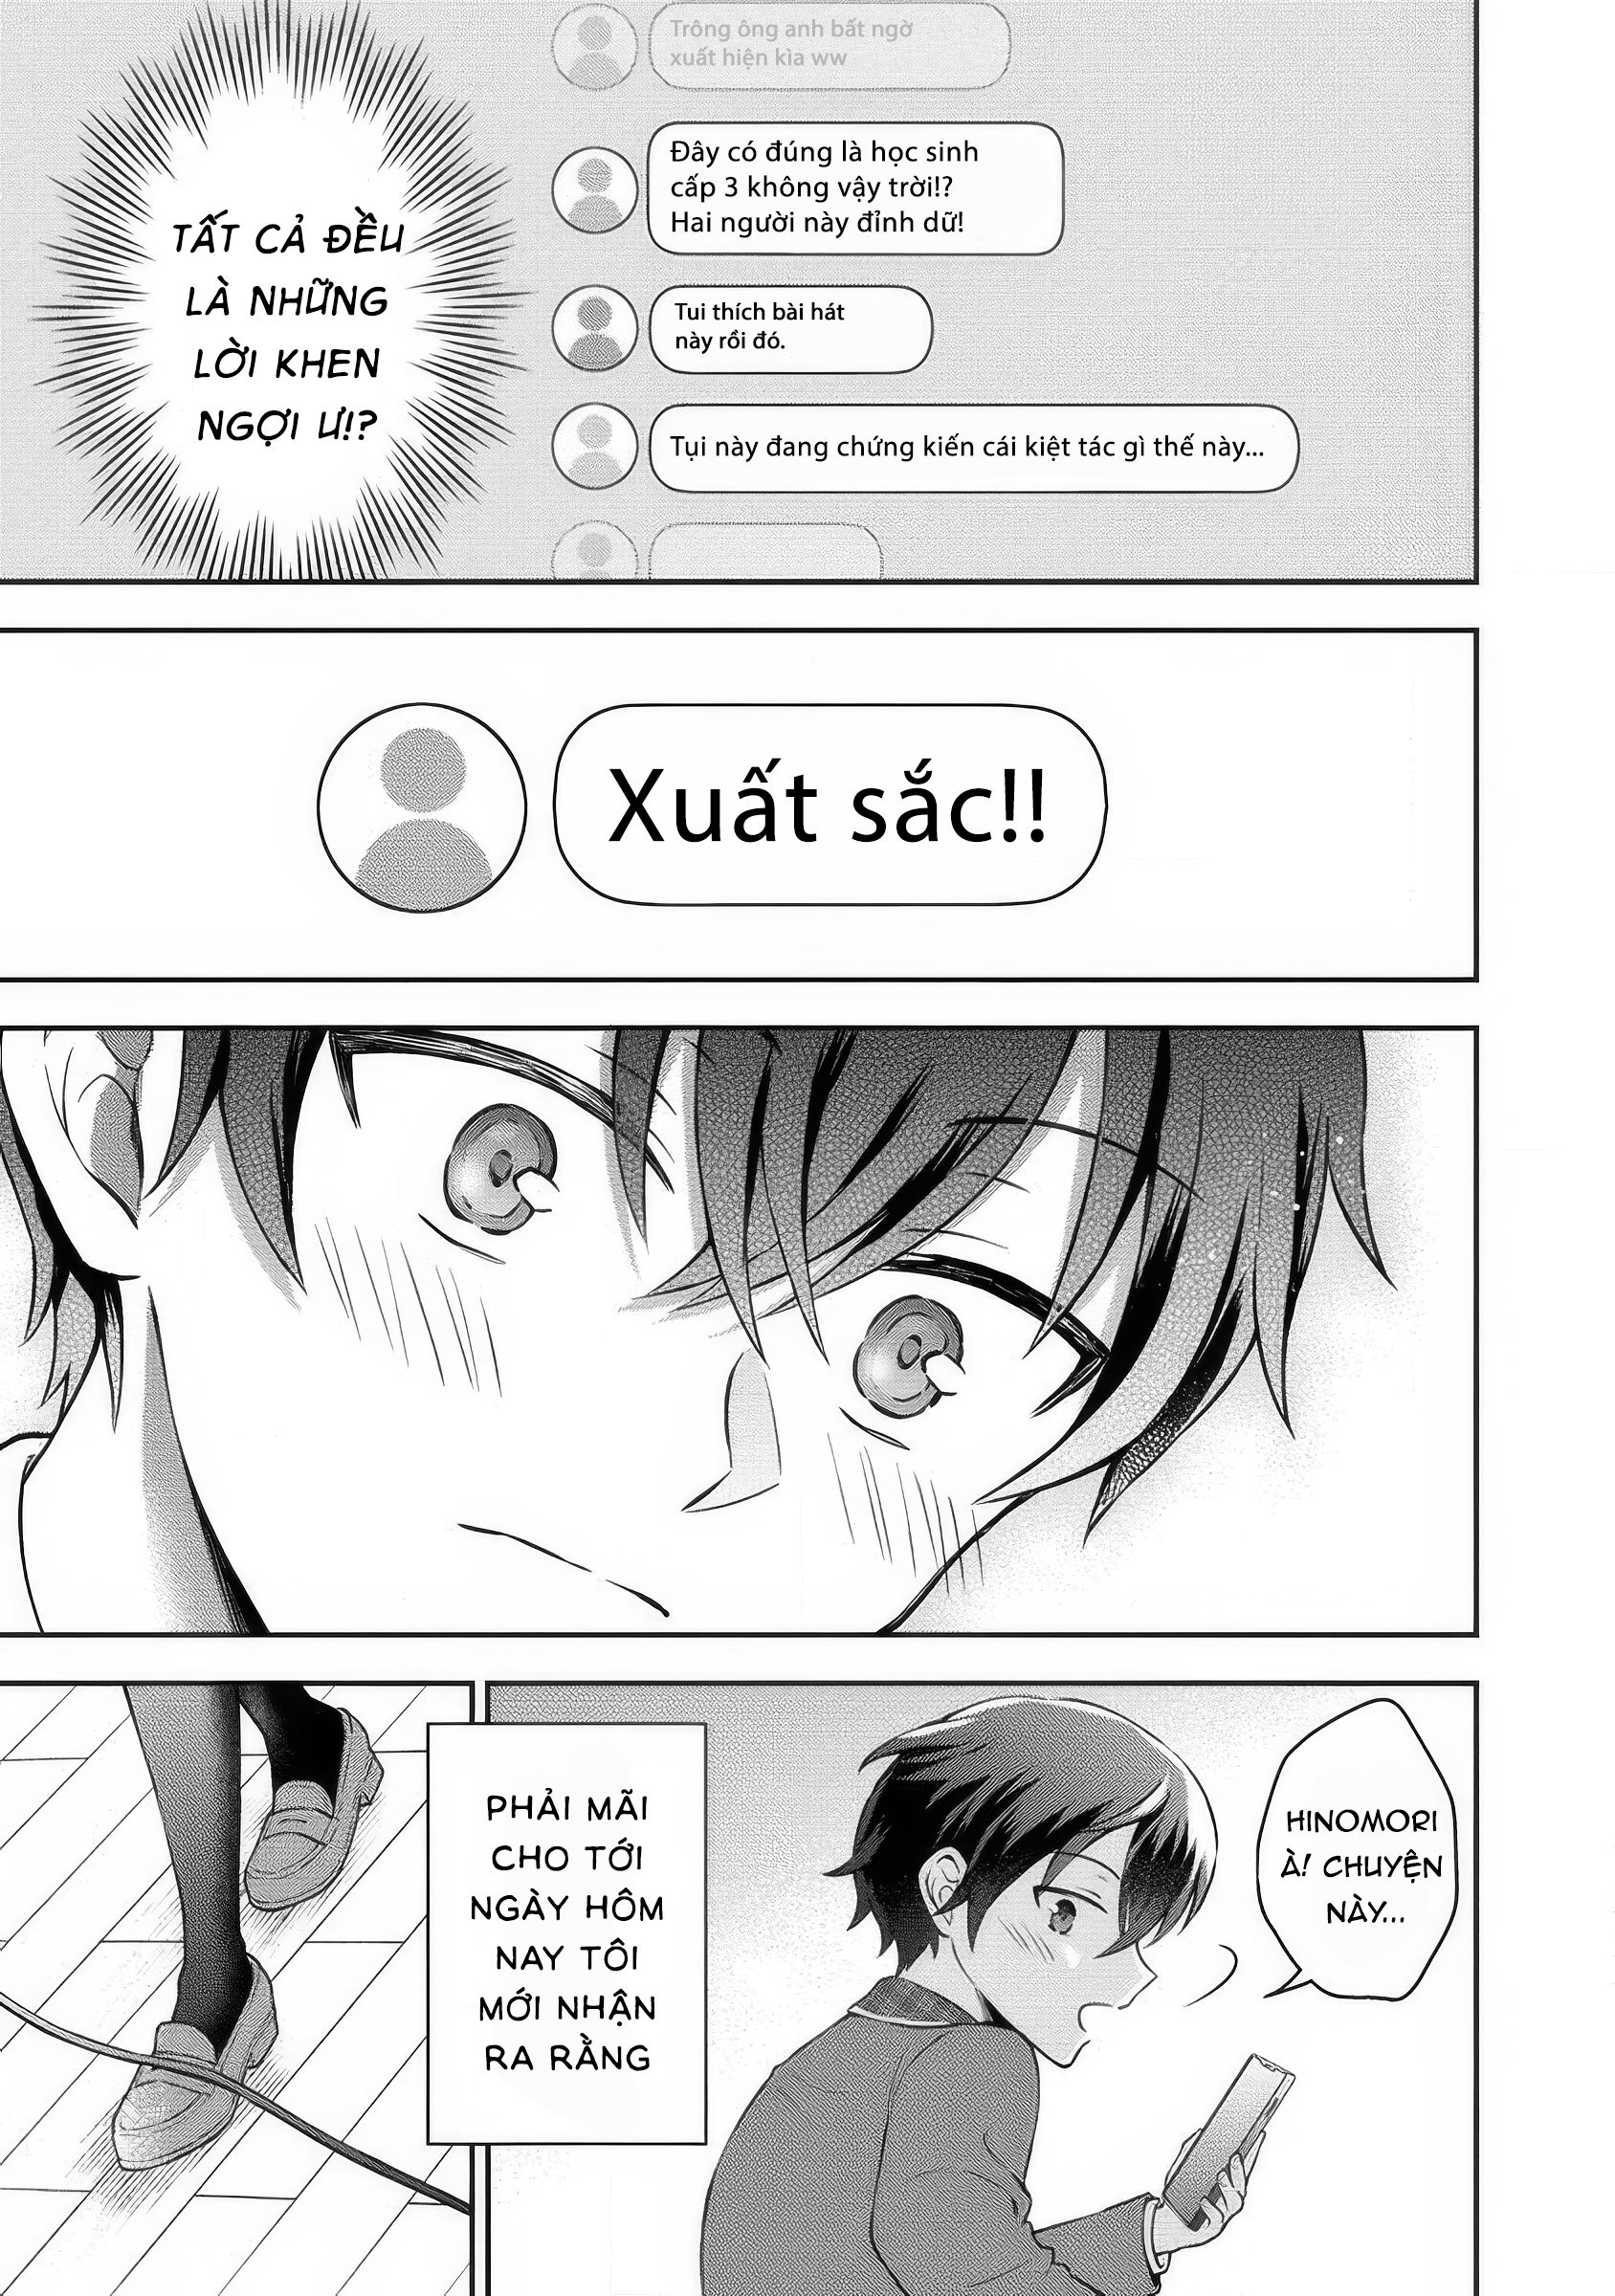 Trông ông anh bất ngờ
xuất hiện kìa ww
Đây có đúng là học sinh
cấp 3 không vậy trời!?
Hai người này đỉnh dữ!
Tui thích bài hát
này rồi đó.
Tụi này đang chứng kiến cái kiệt tác gì thế này...
TẤT CẢ ĐỀU
LÀ NHỮNG
LỜI KHEN
NGỢI Ư!?
Xuất sắc!!
HINOMORI
À! CHUYỆN
NÀY...
PHẢI MÃI
CHO TỚI
NGÀY HÔM
NAY TÔI
MỚI NHẬN
RA RẰNG